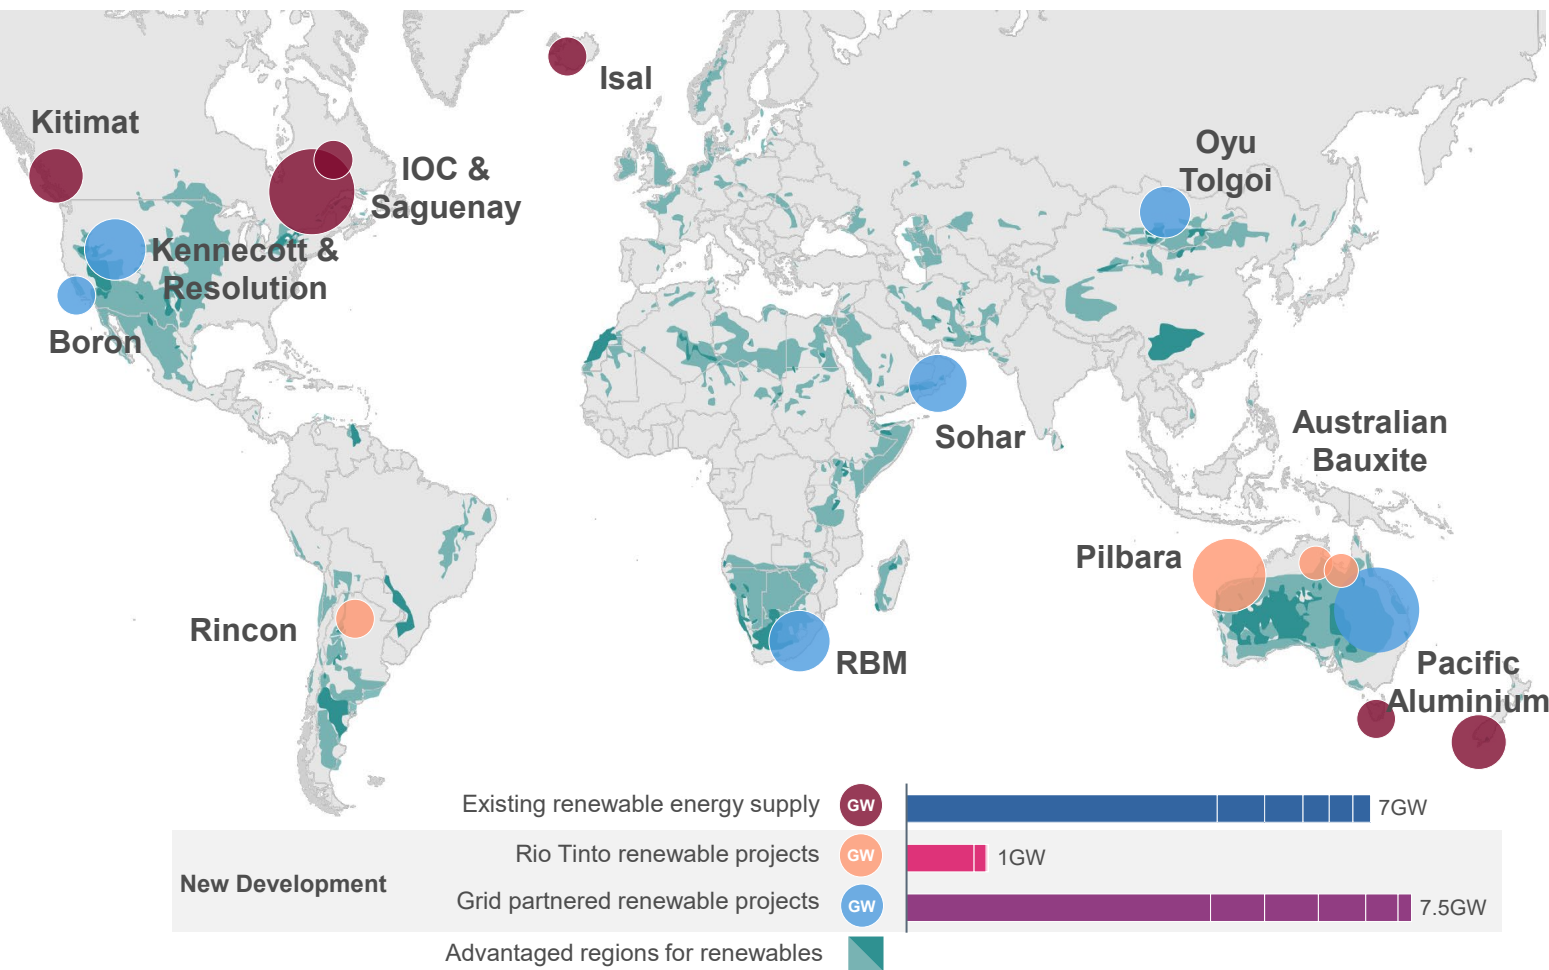 Isal
Kitimat
IOC &
Saguenay
Oyu
Tolgoi
Kennecott &
Resolution
Boron
Sohar
Australian
Bauxite
Pilbara
Rincon
RBM
Pacific
Aluminium
Existing renewable energy supply GW 7GW
Rio Tinto renewable projects GW 1GW
New Development
Grid partnered renewable projects GW 7.5GW
Advantaged regions for renewables